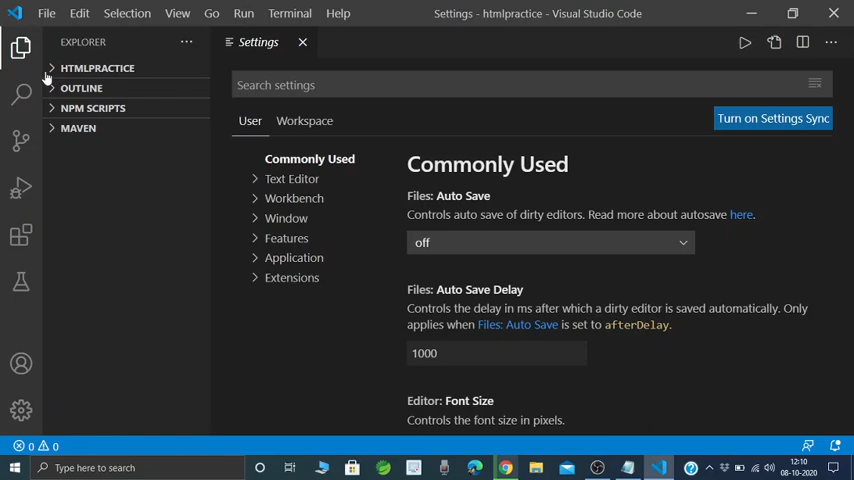 File Edit Selection View Go Run Terminal Help Settings - htmlpractice - Visual Studio Code
EXPLORER
Settings
HTMLPRACTICE
OUTLINE
NPM SCRIPTS
MAVEN
Search settings
User Workspace
Turn on Settings Sync
Commonly Used
Text Editor
Workbench
Window
Features
Application
Extensions
Commonly Used
Files: Auto Save
Controls auto save of dirty editors. Read more about autosave here.
off
Files: Auto Save Delay
Controls the delay in ms after which a dirty editor is saved automatically. Only
applies when Files: Auto Save is set to afterDelay.
1000
Editor: Font Size
Controls the font size in pixels.
0 0
Type here to search
12:10
08-10-2020